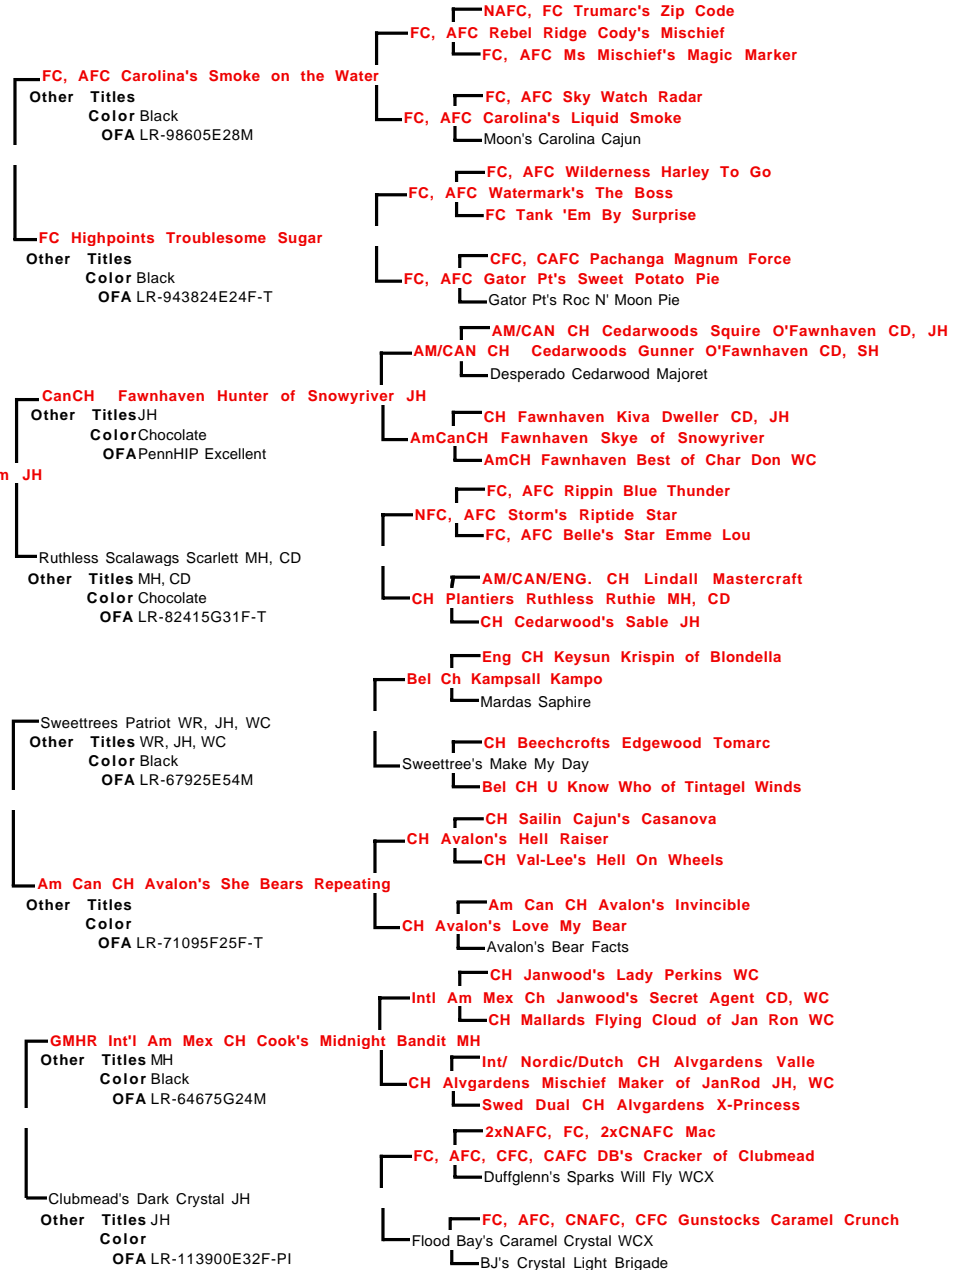 NAFC, FC Trumarc's Zip Code
FC, AFC Rebel Ridge Cody's Mischief
FC, AFC Ms Mischief's Magic Marker
FC, AFC Carolina's Smoke on the Water
Other Titles
Color Black
OFA LR-98605E28M
FC, AFC Sky Watch Radar
FC, AFC Carolina's Liquid Smoke
Moon's Carolina Cajun
FC, AFC Wilderness Harley To Go
FC, AFC Watermark's The Boss
FC Tank 'Em By Surprise
FC Highpoints Troublesome Sugar
Other Titles
Color Black
OFA LR-943824E24F-T
CFC, CAFC Pachanga Magnum Force
FC, AFC Gator Pt's Sweet Potato Pie
Gator Pt's Roc N' Moon Pie
AM/CAN CH Cedarwoods Squire O'Fawnhaven CD, JH
AM/CAN CH Cedarwoods Gunner O'Fawnhaven CD, SH
Desperado Cedarwood Majoret
CanCH Fawnhaven Hunter of Snowyriver JH
Other Titles JH
Color Chocolate
OFA PennHIP Excellent
CH Fawnhaven Kiva Dweller CD, JH
AmCanCH Fawnhaven Skye of Snowyriver
AmCH Fawnhaven Best of Char Don WC
m JH
FC, AFC Rippin Blue Thunder
NFC, AFC Storm's Riptide Star
FC, AFC Belle's Star Emme Lou
Ruthless Scalawags Scarlett MH, CD
Other Titles MH, CD
Color Chocolate
OFA LR-82415G31F-T
AM/CAN/ENG. CH Lindall Mastercraft
CH Plantiers Ruthless Ruthie MH, CD
CH Cedarwood's Sable JH
Eng CH Keysun Krispin of Blondella
Bel Ch Kampsall Kampo
Mardas Saphire
Sweettrees Patriot WR, JH, WC
Other Titles WR, JH, WC
Color Black
OFA LR-67925E54M
CH Beechcrofts Edgewood Tomarc
Sweettree's Make My Day
Bel CH U Know Who of Tintagel Winds
CH Sailin Cajun's Casanova
CH Avalon's Hell Raiser
CH Val-Lee's Hell On Wheels
Am Can CH Avalon's She Bears Repeating
Other Titles
Color
OFA LR-71095F25F-T
Am Can CH Avalon's Invincible
CH Avalon's Love My Bear
Avalon's Bear Facts
CH Janwood's Lady Perkins WC
Intl Am Mex Ch Janwood's Secret Agent CD, WC
CH Mallards Flying Cloud of Jan Ron WC
GMHR Int'l Am Mex CH Cook's Midnight Bandit MH
Other Titles MH
Color Black
OFA LR-64675G24M
Int/ Nordic/Dutch CH Alvgardens Valle
CH Alvgardens Mischief Maker of JanRod JH, WC
Swed Dual CH Alvgardens X-Princess
2xNAFC, FC, 2xCNAFC Mac
FC, AFC, CFC, CAFC DB's Cracker of Clubmead
Duffglenn's Sparks Will Fly WCX
Clubmead's Dark Crystal JH
Other Titles JH
Color
OFA LR-113900E32F-PI
FC, AFC, CNAFC, CFC Gunstocks Caramel Crunch
Flood Bay's Caramel Crystal WCX
BJ's Crystal Light Brigade